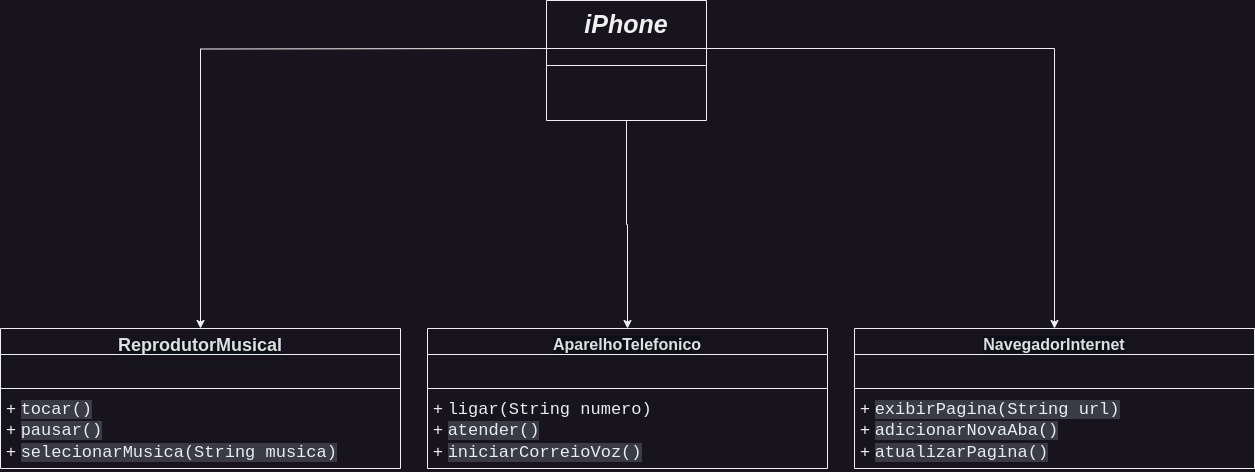 iPhone
ReprodutorMusical
+ tocar()
+ pausar()
+ selecionarMusica(String musica)
AparelhoTelefonico
+ ligar(String numero)
+ atender()
+ iniciarCorreioVoz()
NavegadorInternet
+ exibirPagina(String url)
+ adicionarNovaAba()
+ atualizarPagina()